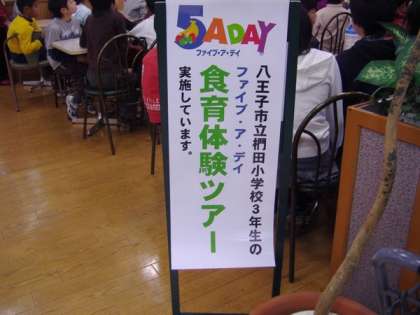 5 A DAY
ファイブ・ア・デイ
八王子市立椚田小学校3年生の
ファイブ・ア・デイ
食育体験ツアー
実施しています.